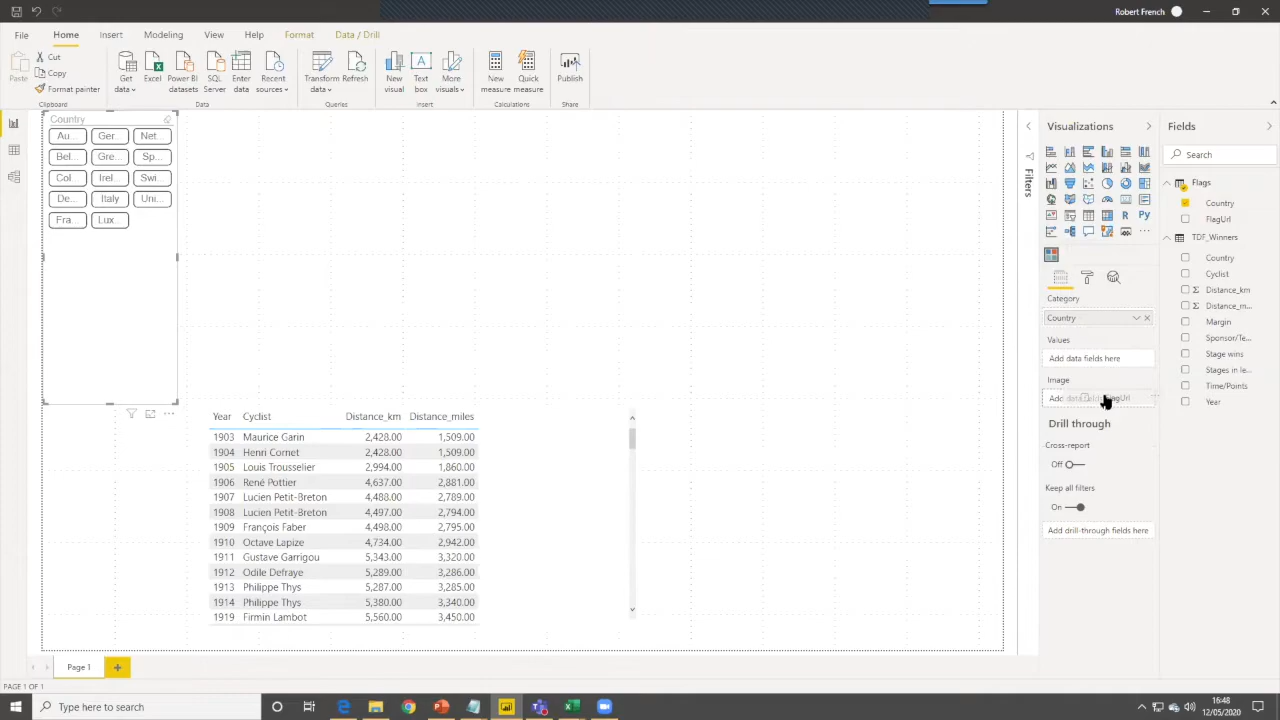 Robert French
File
Home
Insert
Modeling
View
Help
Format
Data / Drill
Paste
Cut
Copy
Format painter
Clipboard
Get data
Excel
Power BI datasets
SQL Server
Enter data
Recent sources
Data
Transform data
Refresh
Queries
New visual
Text box
More visuals
Insert
New measure
Quick measure
Calculations
Publish
Share
Country
Au...
Ger...
Net...
Bel...
Gre...
Sp...
Col...
Irel...
Swi...
De...
Italy
Uni...
Fra...
Lux...
Year Cyclist Distance_km Distance_miles
1903 Maurice Garin 2,428.00 1,509.00
1904 Henri Cornet 2,428.00 1,509.00
1905 Louis Trousselier 2,994.00 1,860.00
1906 René Pottier 4,637.00 2,881.00
1907 Lucien Petit-Breton 4,488.00 2,789.00
1908 Lucien Petit-Breton 4,497.00 2,794.00
1909 François Faber 4,498.00 2,795.00
1910 Octave Lapize 4,734.00 2,942.00
1911 Gustave Garrigou 5,343.00 3,320.00
1912 Odile Defraye 5,289.00 3,286.00
1913 Philippe Thys 5,287.00 3,285.00
1914 Philippe Thys 5,380.00 3,340.00
1919 Firmin Lambot 5,560.00 3,450.00
Filters
Visualizations
R
Py
Category
Country
Values
Add data fields here
Image
Add
Drill through
Cross-report
Off
Keep all filters
On
Add drill-through fields here
Fields
Search
Flags
Country
FlagUrl
TDF_Winners
Country
Cyclist
Σ Distance_km
Σ Distance_m...
Margin
Sponsor/Te...
Stage wins
Stages in le...
Time/Points
Year
Page 1
PAGE 1 OF 1
Type here to search
16:48
12/05/2020